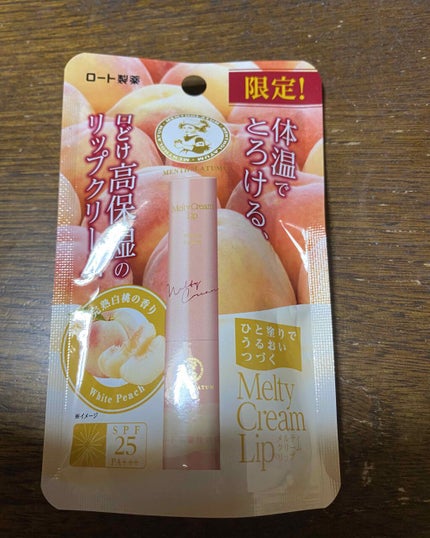 ロート製薬
限定!
体温で
とろける、
口どけ高保湿の
リップクリーム
MENTHOLATUM
Melty Cream
Lip
Melty
Cream
完熟白桃の香り
White Peach
※イメージ
SPF
25
PA+++
ひと塗りで
うるおい
つづく
Melty
Cream
Lip